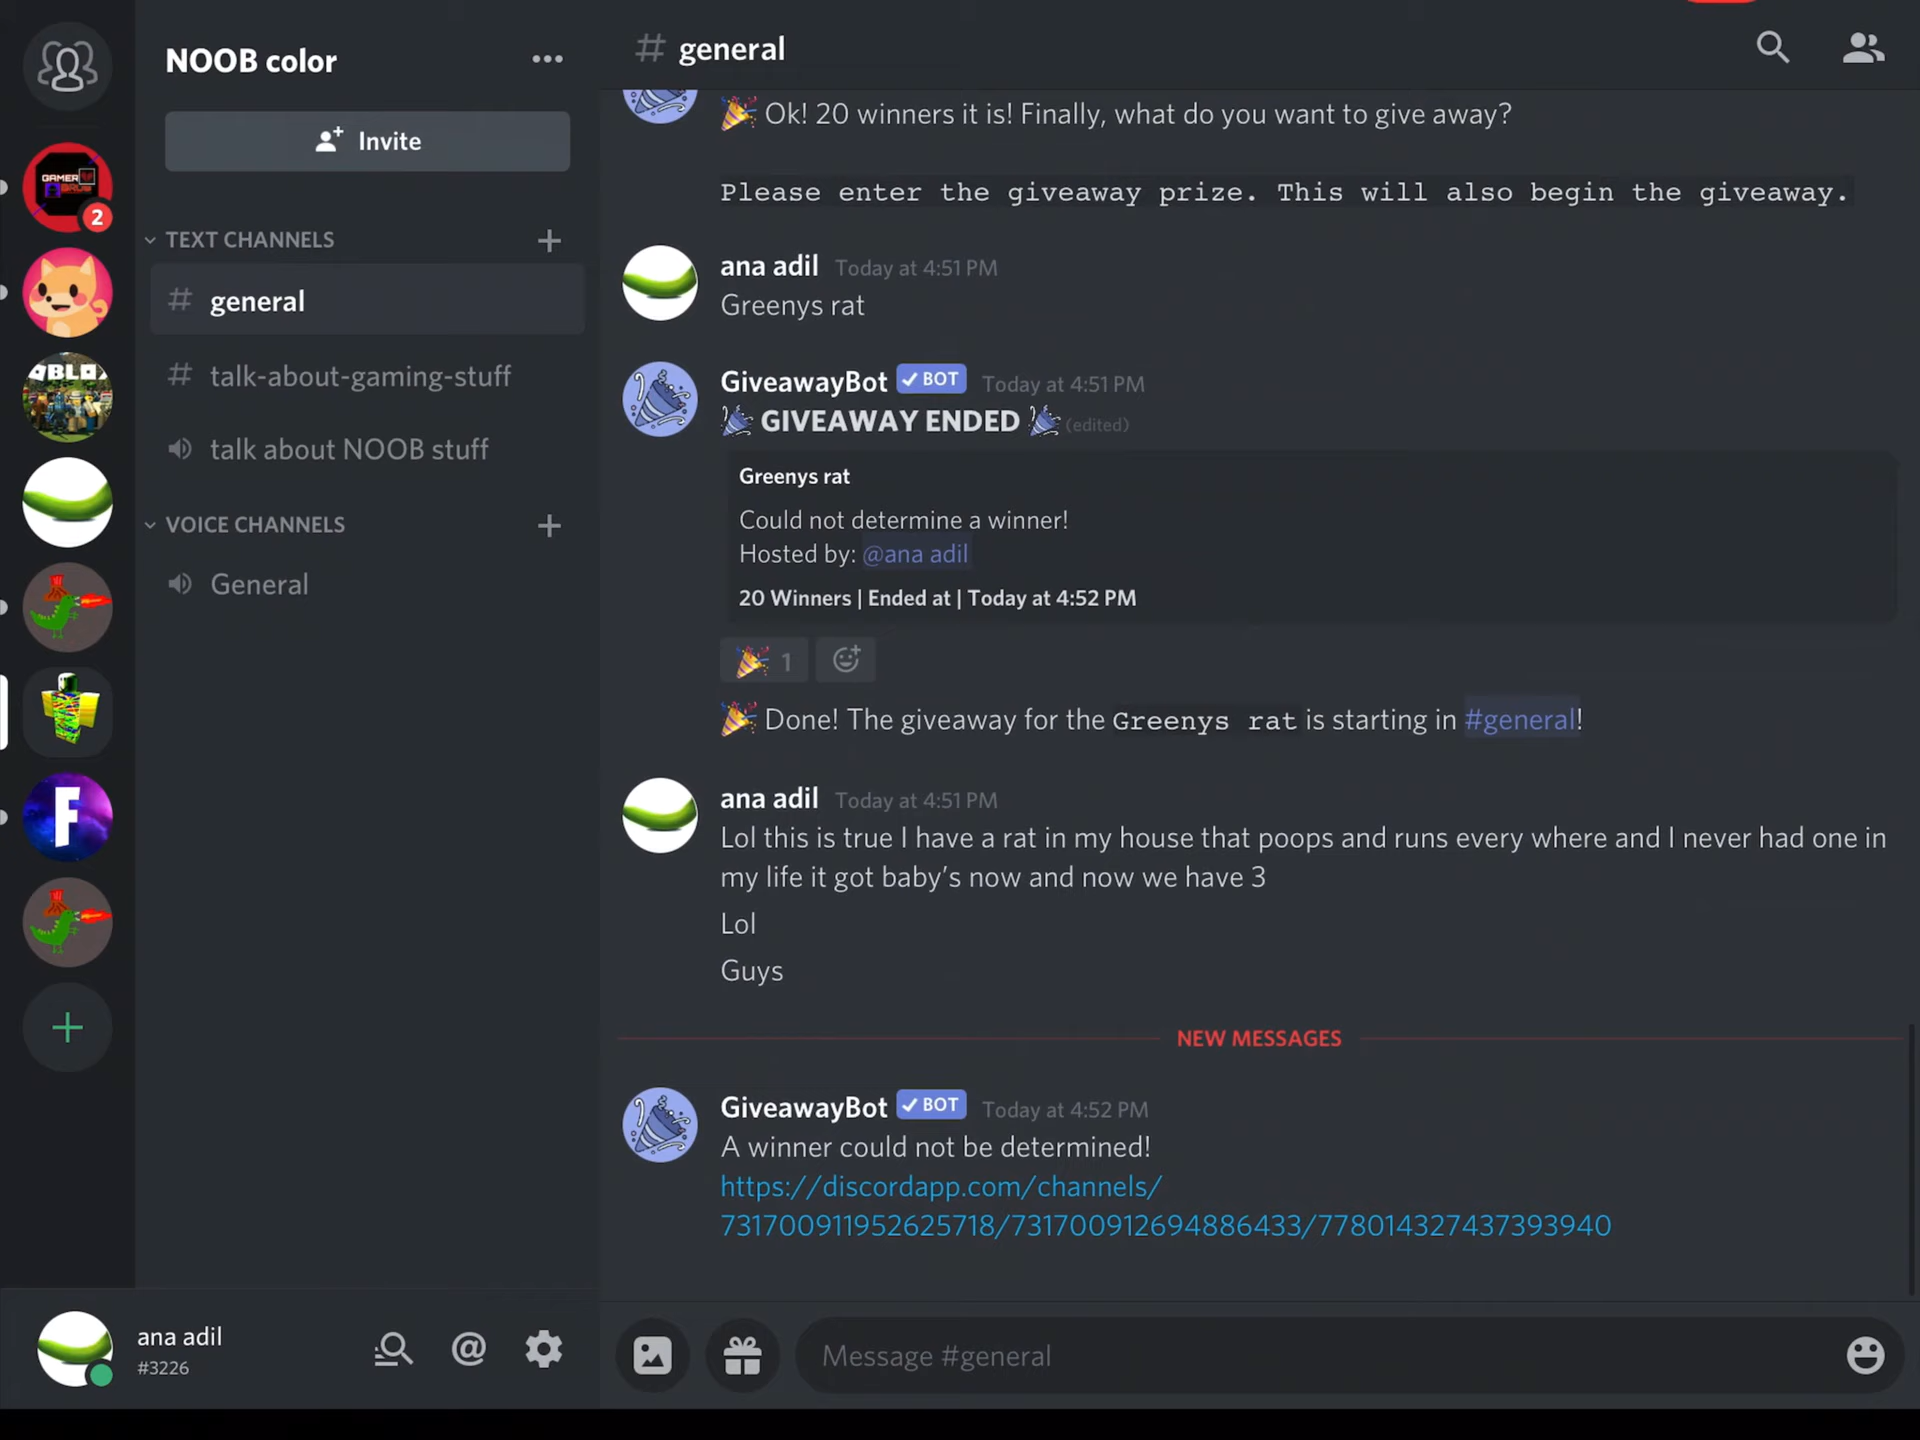 NOOB color
Invite
TEXT CHANNELS
general
talk-about-gaming-stuff
talk about NOOB stuff
VOICE CHANNELS
General
GAMER
2
F
ana adil
#3226
# general
Ok! 20 winners it is! Finally, what do you want to give away?
Please enter the giveaway prize. This will also begin the giveaway.
ana adil Today at 4:51 PM
Greenys rat
GiveawayBot BOT Today at 4:51 PM
GIVEAWAY ENDED (edited)
Greenys rat
Could not determine a winner!
Hosted by: @ana adil
20 Winners | Ended at | Today at 4:52 PM
1
Done! The giveaway for the Greenys rat is starting in #general!
ana adil Today at 4:51 PM
Lol this is true I have a rat in my house that poops and runs every where and I never had one in
my life it got baby’s now and now we have 3
Lol
Guys
NEW MESSAGES
GiveawayBot BOT Today at 4:52 PM
A winner could not be determined!
https://discordapp.com/channels/
731700911952625718/731700912694886433/778014327437393940
Message #general